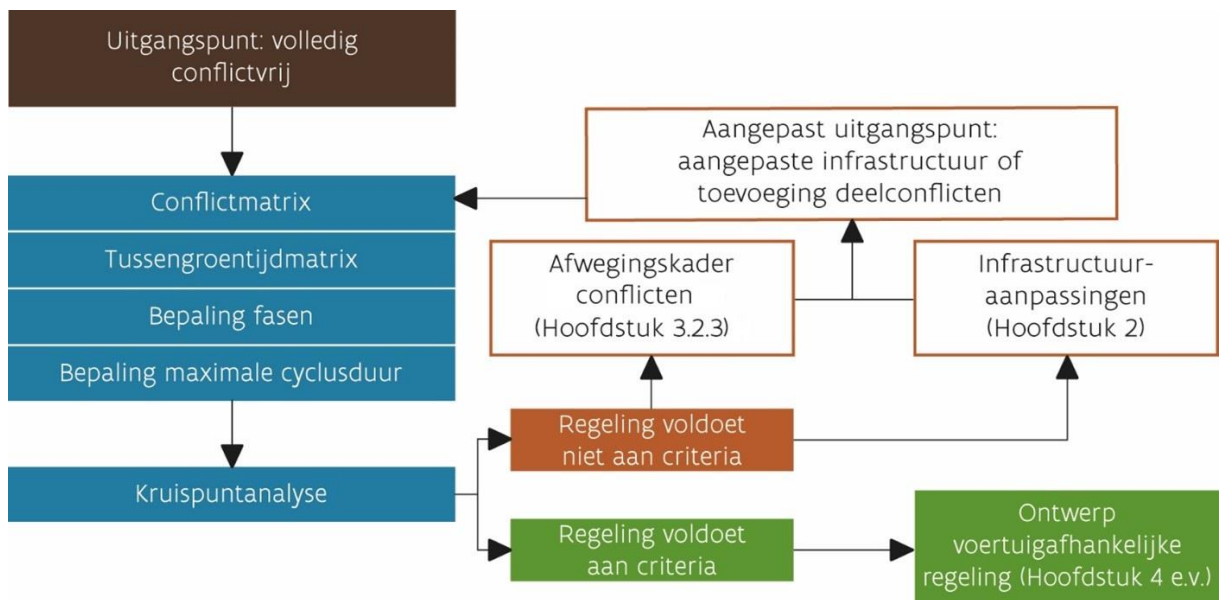 Uitgangspunt: volledig
conflictvrij
Aangepast uitgangspunt:
aangepaste infrastructuur of
toevoeging deelconflicten
Conflictmatrix
Tussengroentijdmatrix
Bepaling fasen
Bepaling maximale cyclusduur
Afwegingskader
conflicten
(Hoofdstuk 3.2.3)
Infrastructuur-
aanpassingen
(Hoofdstuk 2)
Regeling voldoet
niet aan criteria
Kruispuntanalyse
Regeling voldoet
aan criteria
Ontwerp
voertuigafhankelijke
regeling (Hoofdstuk 4 e.v.)